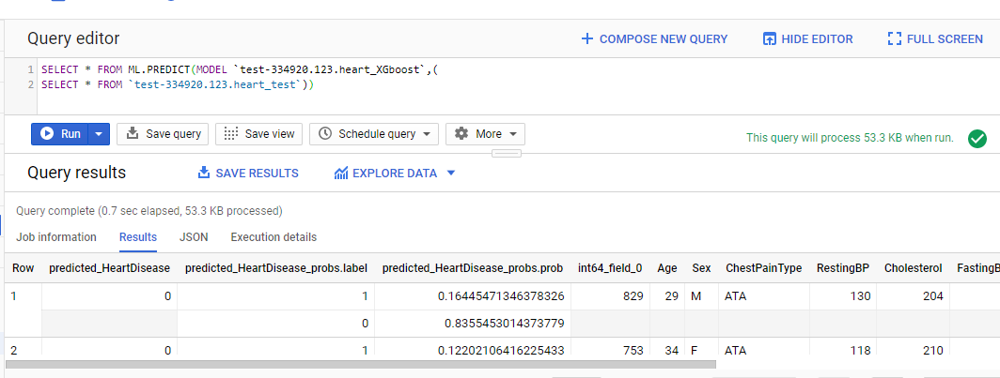 Query editor
COMPOSE NEW QUERY HIDE EDITOR FULL SCREEN
1 SELECT * FROM ML.PREDICT(MODEL `test-334920.123.heart_XGboost`,(
2 SELECT * FROM `test-334920.123.heart_test`))
Run Save query Save view Schedule query More This query will process 53.3 KB when run.
Query results SAVE RESULTS EXPLORE DATA
Query complete (0.7 sec elapsed, 53.3 KB processed)
Job information Results JSON Execution details
Row predicted_HeartDisease predicted_HeartDisease_probs.label predicted_HeartDisease_probs.prob int64_field_0 Age Sex ChestPainType RestingBP Cholesterol FastingB
1 0 1 0.16445471346378326 829 29 M ATA 130 204
0 0.8355453014373779
2 0 1 0.12202106416225433 753 34 F ATA 118 210